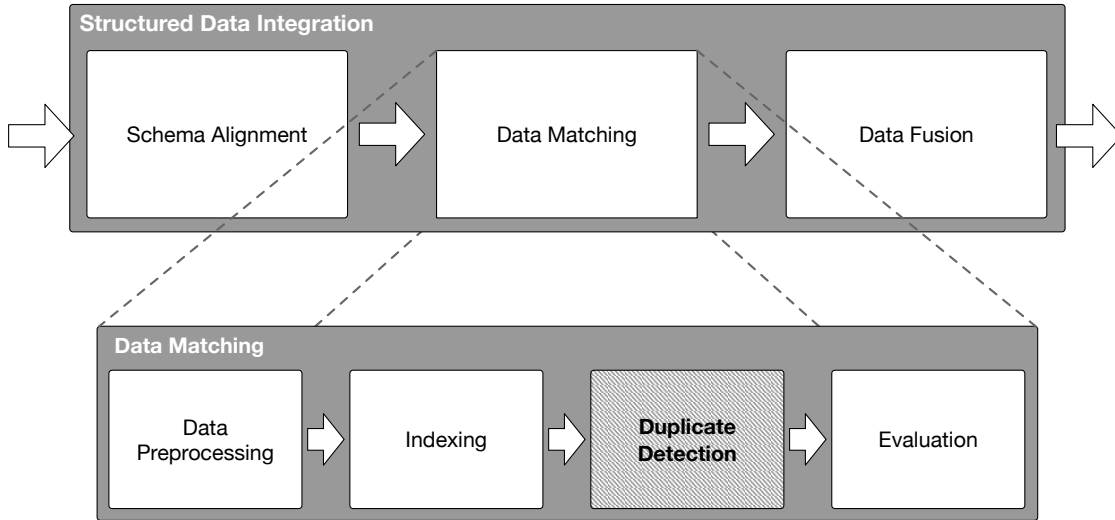 Structured Data Integration
Schema Alignment
Data Matching
Data Fusion
Data Matching
Data
Preprocessing
Indexing
Duplicate
Detection
Evaluation